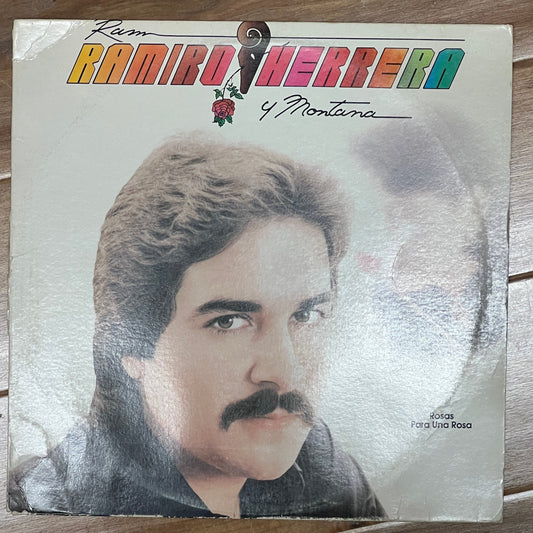 Ram
RAMIRO HERRERA
y Montana
Rosas
Para Una Rosa